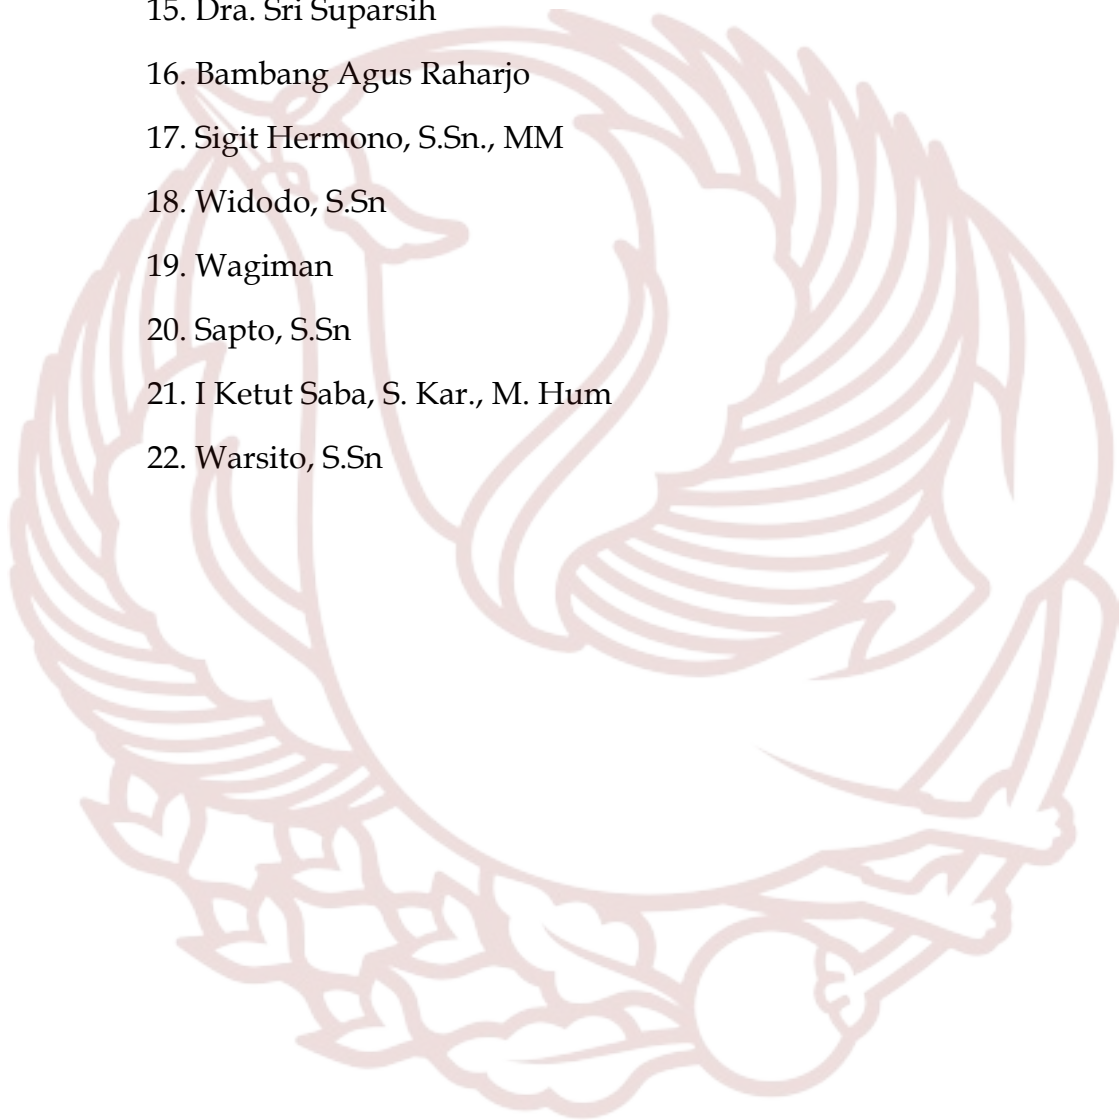 15. Dra. Sri Suparsih
16. Bambang Agus Raharjo
17. Sigit Hermono, S.Sn., MM
18. Widodo, S.Sn
19. Wagiman
20. Sapto, S.Sn
21. I Ketut Saba, S. Kar., M. Hum
22. Warsito, S.Sn